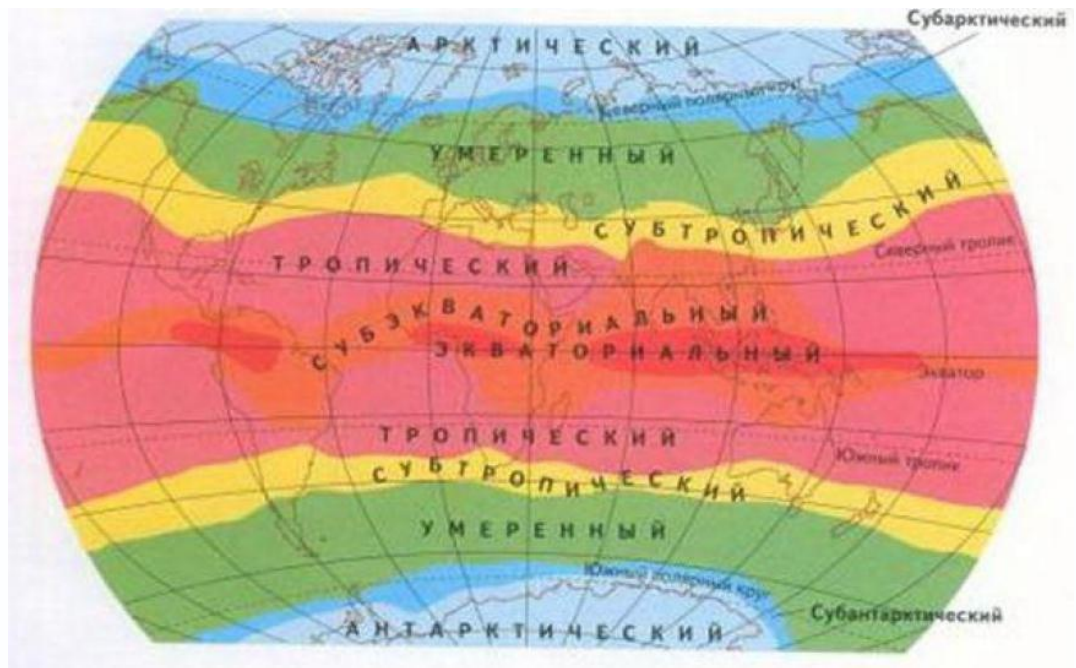 Субарктический
АРКТИЧЕСКИЙ
Северный полярный круг
УМЕРЕННЫЙ
СУБТРОПИЧЕСКИЙ
Северный тропик
ТРОПИЧЕСКИЙ
СУБЭКВАТОРИАЛЬНЫЙ
ЭКВАТОРИАЛЬНЫЙ
Экватор
ТРОПИЧЕСКИЙ
Южный тропик
СУБТРОПИЧЕСКИЙ
УМЕРЕННЫЙ
Южный полярный круг
Субантарктический
АНТАРКТИЧЕСКИЙ